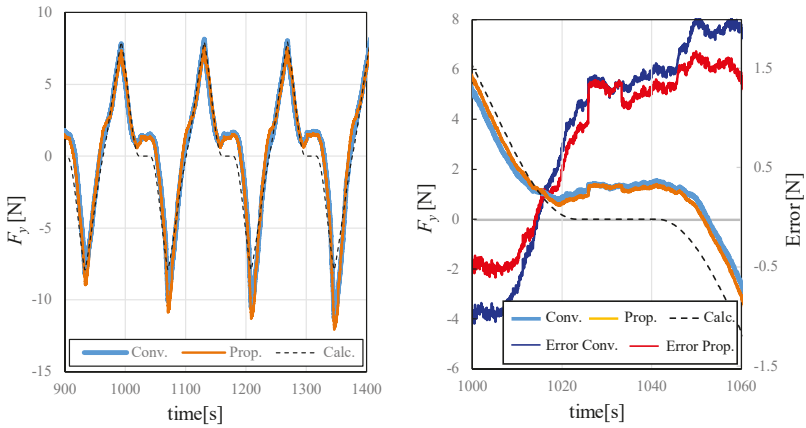 10
5
0
-5
-10
-15
F_y [N]
Conv. Prop. Calc.
900 1000 1100 1200 1300 1400
time[s]
8
6
4
2
0
-2
-4
-6
F_y [N]
1.5
0.5
-0.5
-1.5
Error [N]
Conv. Prop. Calc.
Error Conv. Error Prop.
1000 1020 1040 1060
time[s]